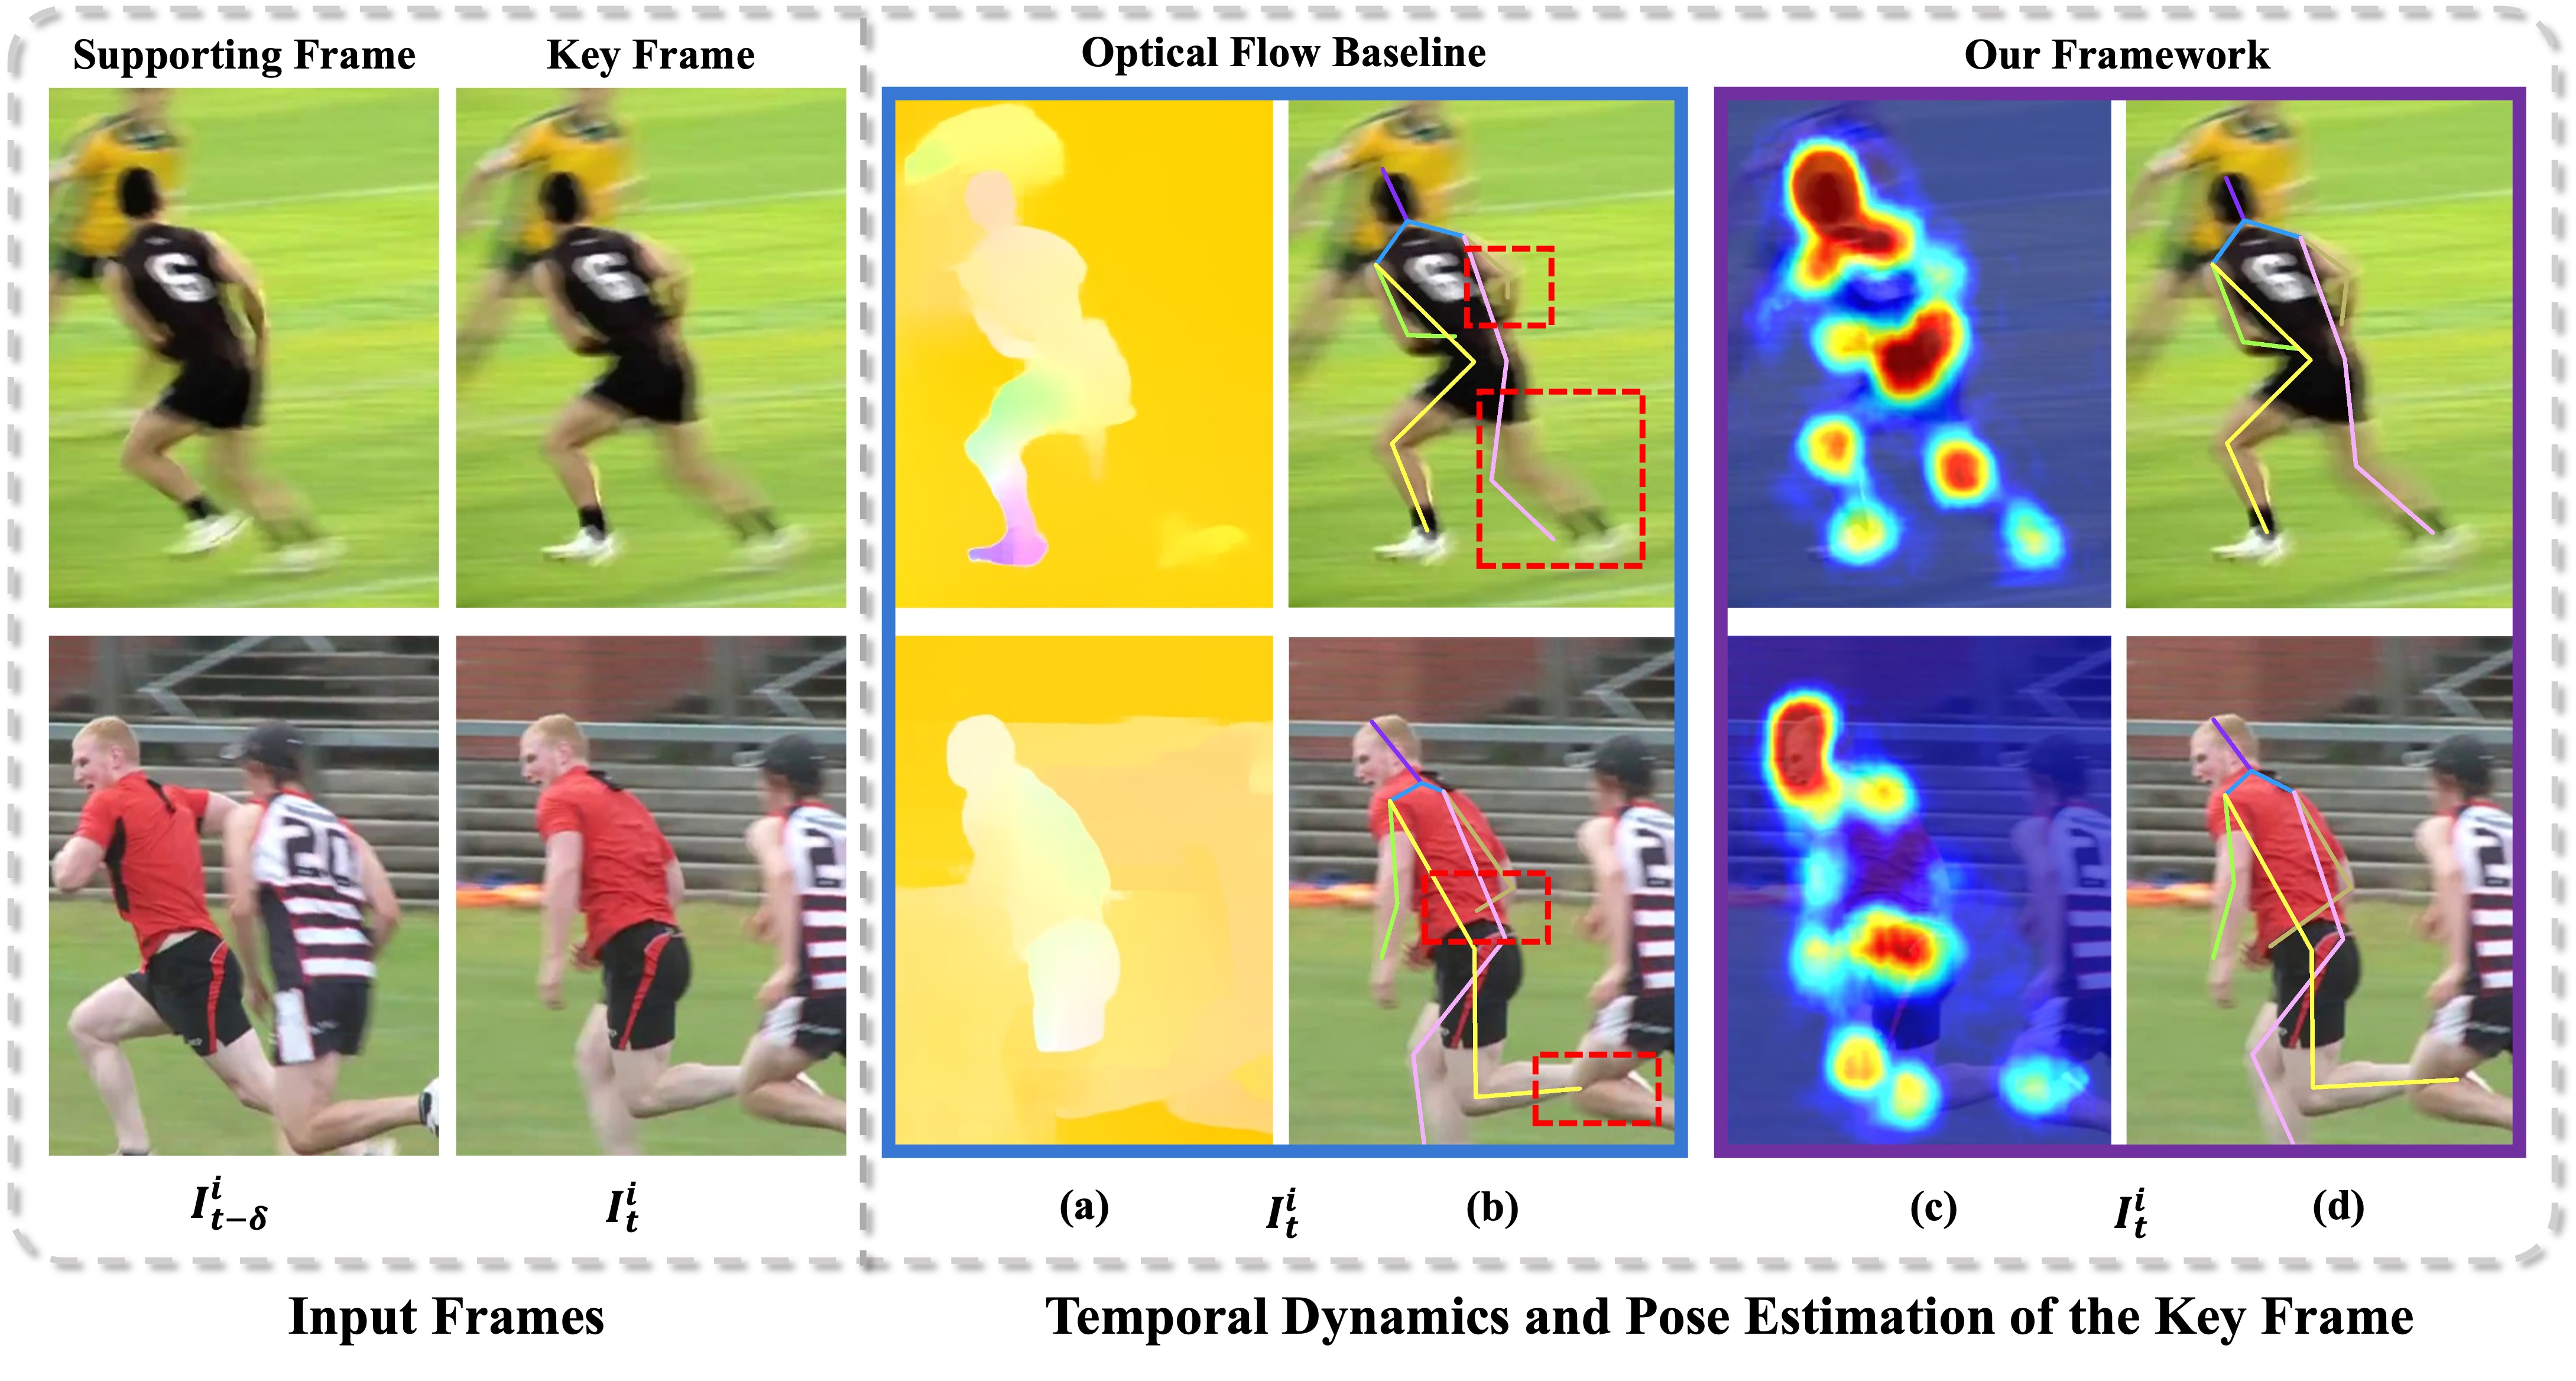 Supporting Frame
Key Frame
Optical Flow Baseline
Our Framework
6
6
6
6
20
2
2
2
I^i_{t−δ}
I^i_t
(a)
I^i_t
(b)
(c)
I^i_t
(d)
Input Frames
Temporal Dynamics and Pose Estimation of the Key Frame